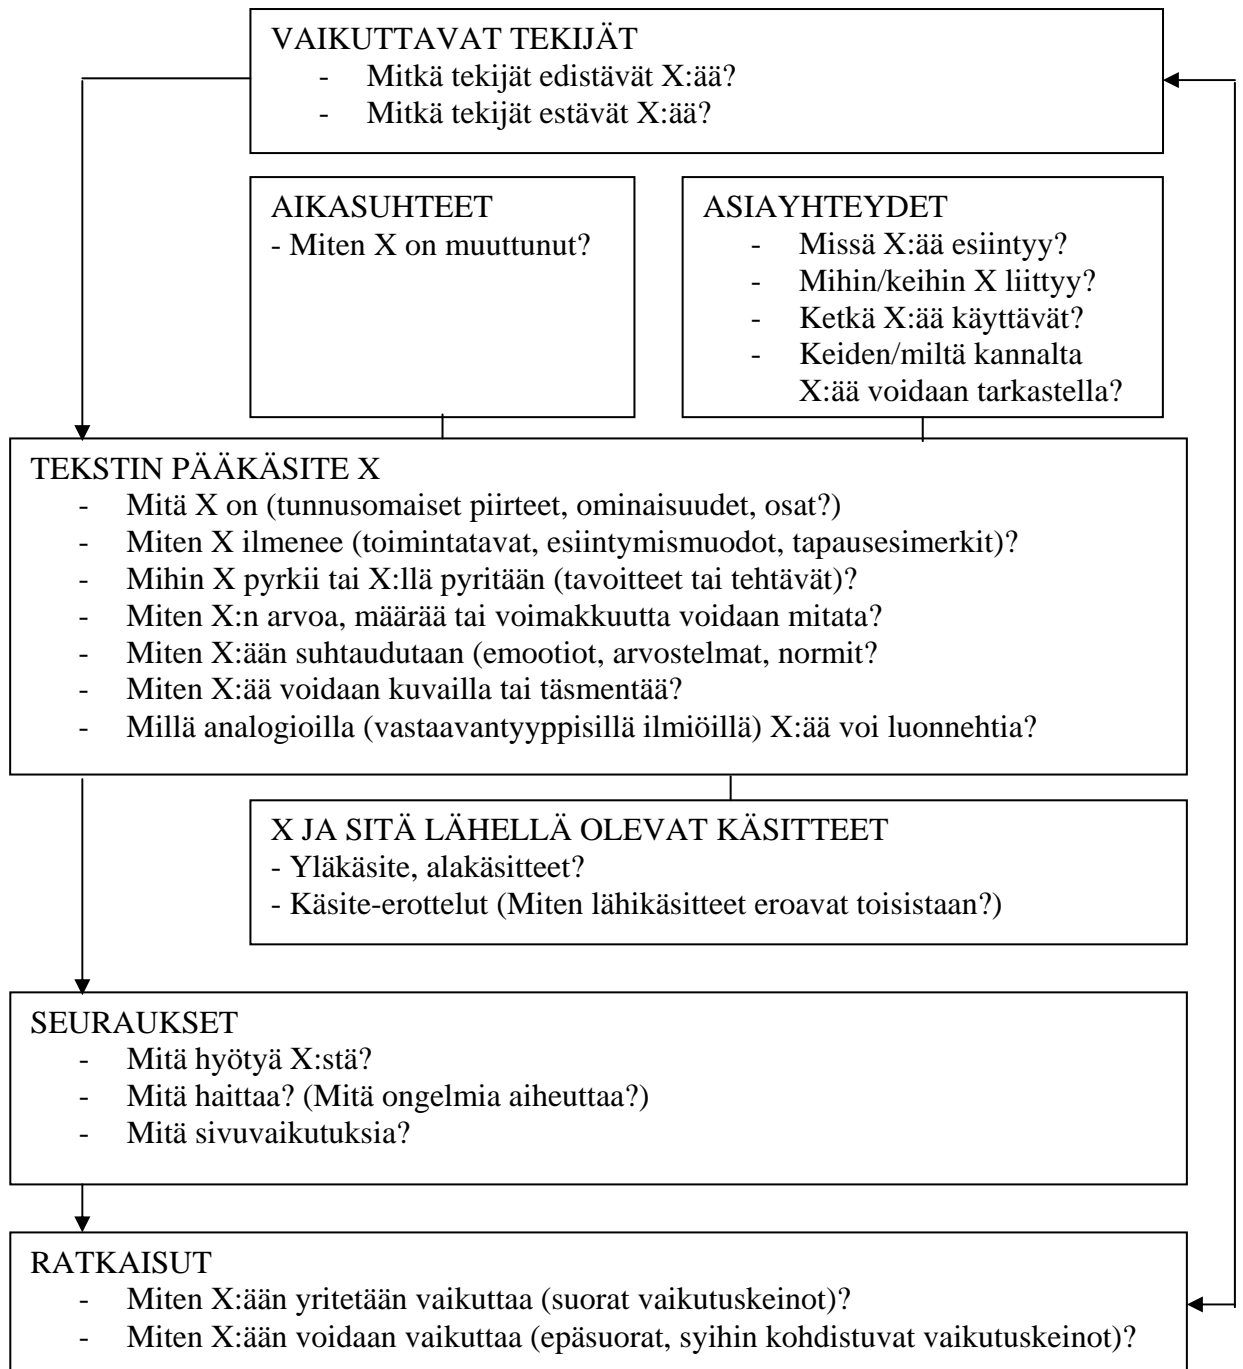 VAIKUTTAVAT TEKIJÄT
- Mitkä tekijät edistävät X:ää?
- Mitkä tekijät estävät X:ää?
AIKASUHTEET
- Miten X on muuttunut?
ASIAYHTEYDET
- Missä X:ää esiintyy?
- Mihin/keihin X liittyy?
- Ketkä X:ää käyttävät?
- Keiden/miltä kannalta
X:ää voidaan tarkastella?
TEKSTIN PÄÄKÄSITE X
- Mitä X on (tunnusomaiset piirteet, ominaisuudet, osat?)
- Miten X ilmenee (toimintatavat, esiintymismuodot, tapausesimerkit)?
- Mihin X pyrkii tai X:llä pyritään (tavoitteet tai tehtävät)?
- Miten X:n arvoa, määrää tai voimakkuutta voidaan mitata?
- Miten X:ään suhtaudutaan (emootiot, arvostelmat, normit?
- Miten X:ää voidaan kuvailla tai täsmentää?
- Millä analogioilla (vastaavantyyppisillä ilmiöillä) X:ää voi luonnehtia?
X JA SITÄ LÄHELLÄ OLEVAT KÄSITTEET
- Yläkäsite, alakäsitteet?
- Käsite-erottelut (Miten lähikäsitteet eroavat toisistaan?)
SEURAUKSET
- Mitä hyötyä X:stä?
- Mitä haittaa? (Mitä ongelmia aiheuttaa?)
- Mitä sivuvaikutuksia?
RATKAISUT
- Miten X:ään yritetään vaikuttaa (suorat vaikutuskeinot)?
- Miten X:ään voidaan vaikuttaa (epäsuorat, syihin kohdistuvat vaikutuskeinot)?